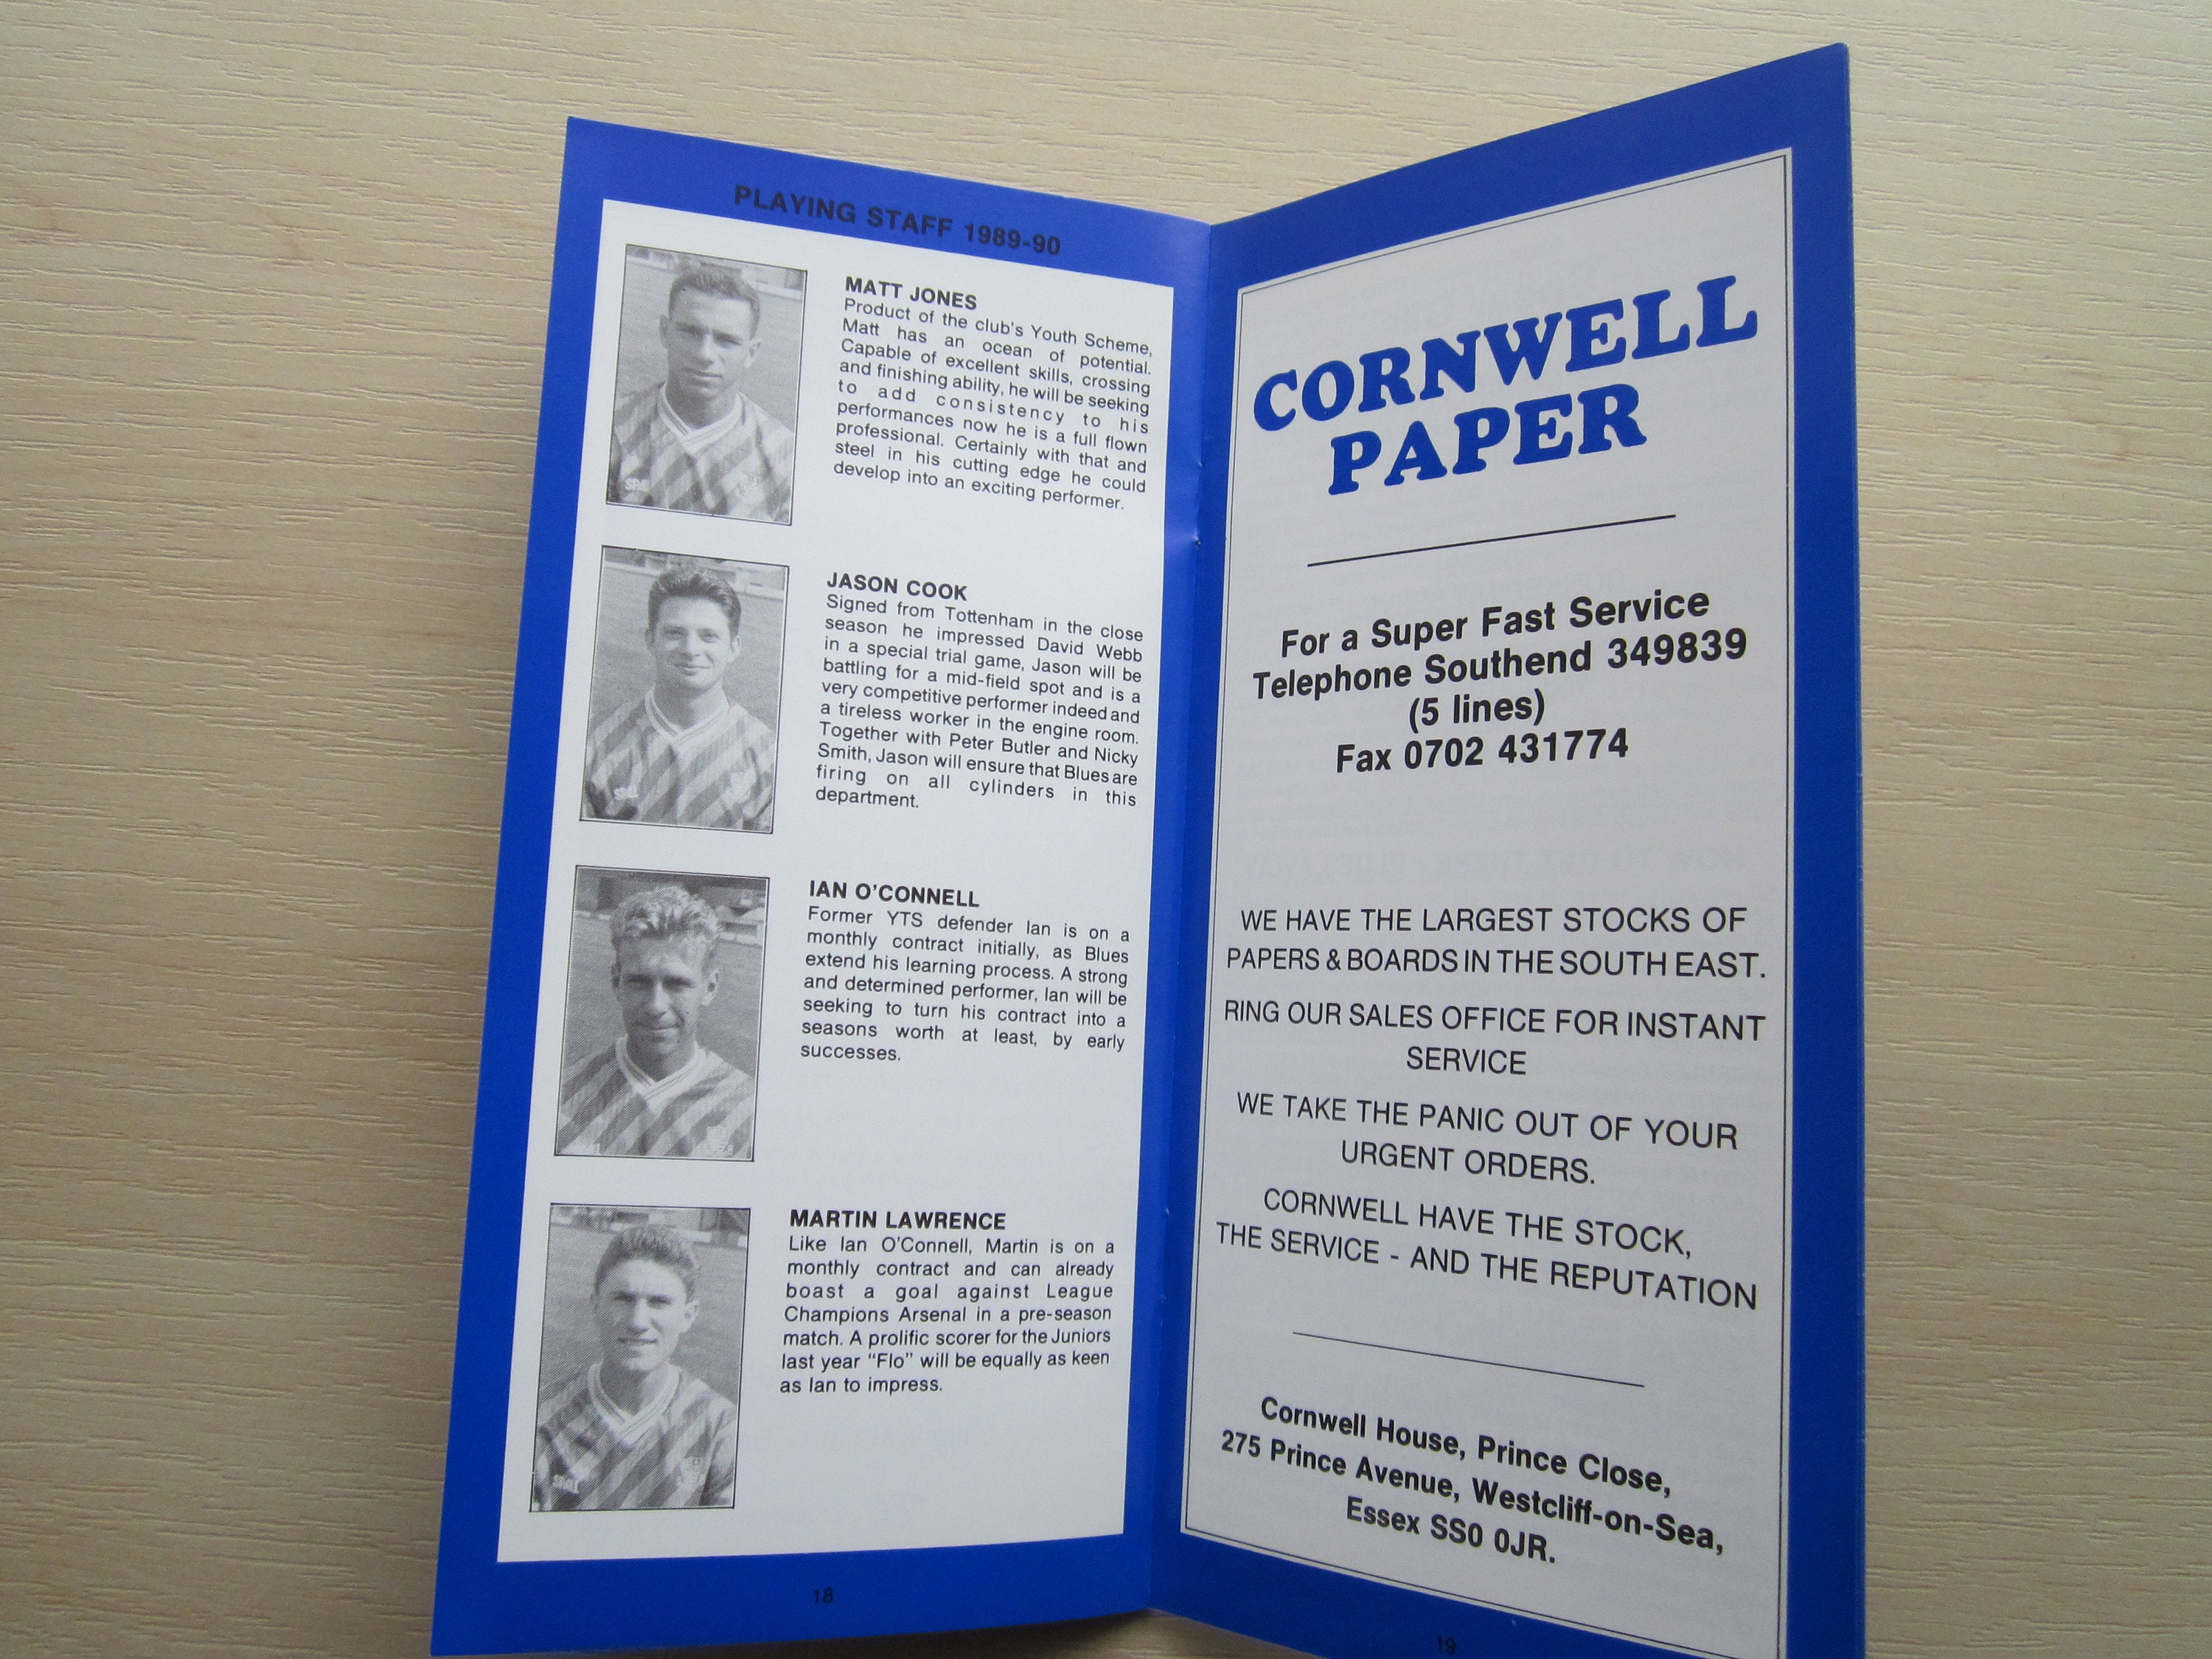 PLAYING STAFF 1989-90
MATT JONES
Product of the club's Youth Scheme,
Matt has an ocean of potential.
Capable of excellent skills, crossing
and finishing ability, he will be seeking
to add consistency to his
performances now he is a full flown
professional. Certainly with that and
steel in his cutting edge he could
develop into an exciting performer.
JASON COOK
Signed from Tottenham in the close
season he impressed David Webb
in a special trial game, Jason will be
battling for a mid-field spot and is a
very competitive performer indeed and
a tireless worker in the engine room.
Together with Peter Butler and Nicky
Smith, Jason will ensure that Blues are
firing on all cylinders in this
department.
IAN O'CONNELL
Former YTS defender Ian is on a
monthly contract initially, as Blues
extend his learning process. A strong
and determined performer, Ian will be
seeking to turn his contract into a
seasons worth at least, by early
successes.
MARTIN LAWRENCE
Like Ian O'Connell, Martin is on a
monthly contract and can already
boast a goal against League
Champions Arsenal in a pre-season
match. A prolific scorer for the Juniors
last year "Flo" will be equally as keen
as Ian to impress.
18
CORNWELL
PAPER
For a Super Fast Service
Telephone Southend 349839
(5 lines)
Fax 0702 431774
WE HAVE THE LARGEST STOCKS OF
PAPERS & BOARDS IN THE SOUTH EAST.
RING OUR SALES OFFICE FOR INSTANT
SERVICE
WE TAKE THE PANIC OUT OF YOUR
URGENT ORDERS.
CORNWELL HAVE THE STOCK,
THE SERVICE - AND THE REPUTATION
Cornwell House, Prince Close,
275 Prince Avenue, Westcliff-on-Sea,
Essex SS0 0JR.
19